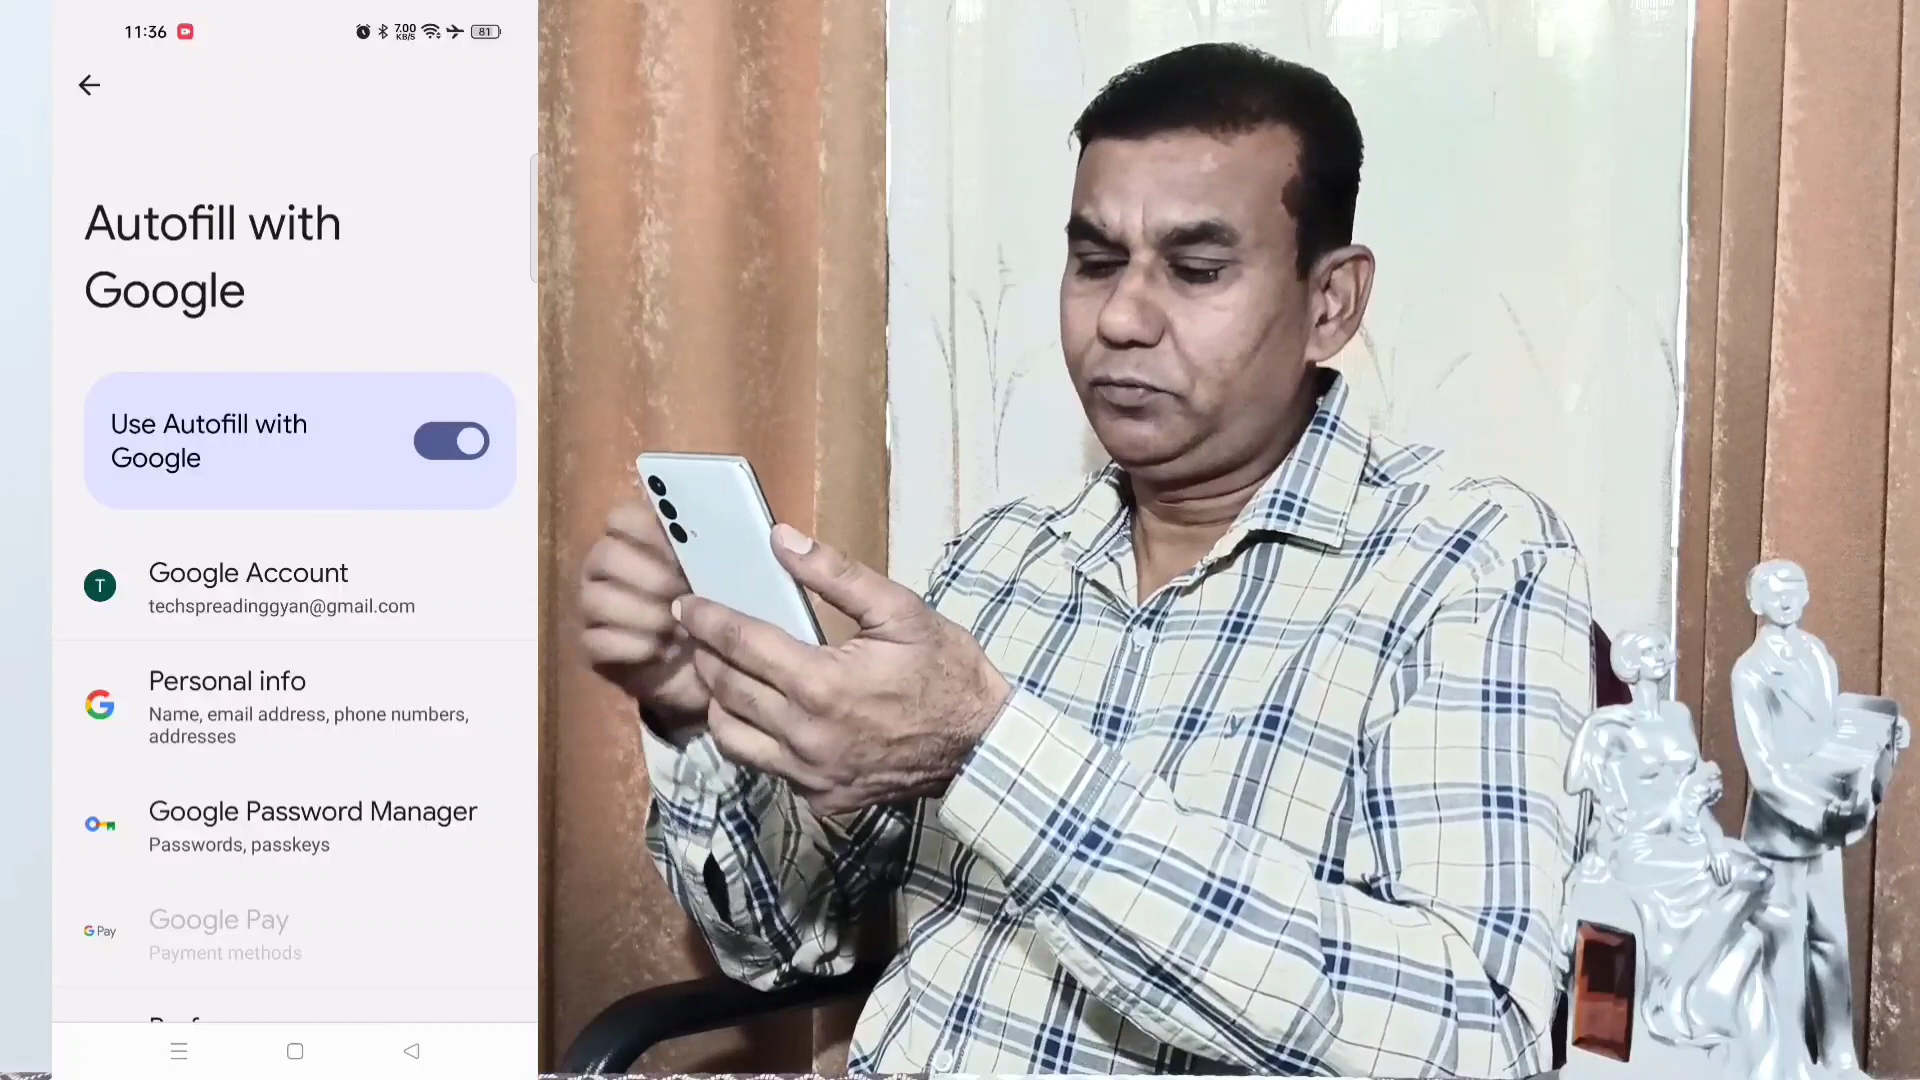 11:36
7.00
KB/S
81
Autofill with
Google
Use Autofill with
Google
T
Google Account
techspreadinggyan@gmail.com
Personal info
Name, email address, phone numbers,
addresses
Google Password Manager
Passwords, passkeys
G Pay
Google Pay
Payment methods